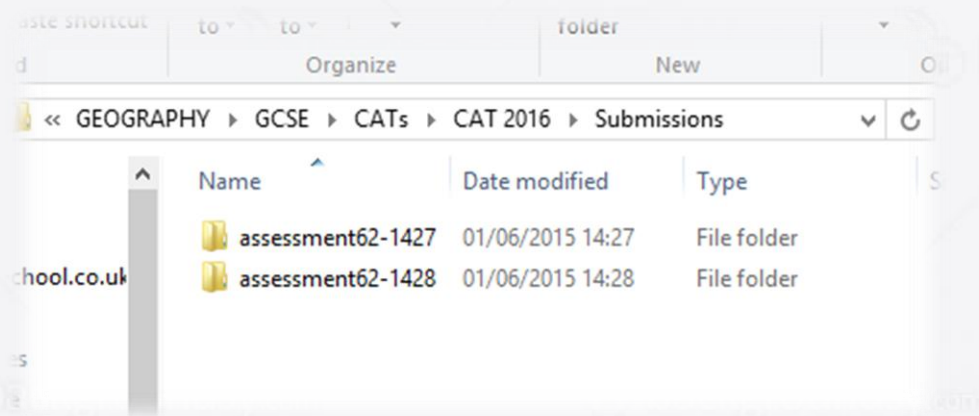 aste shortcut to to folder
d Organize New
« GEOGRAPHY GCSE CATs CAT 2016 Submissions
Name Date modified Type S
assessment62-1427 01/06/2015 14:27 File folder
chool.co.uk
assessment62-1428 01/06/2015 14:28 File folder
es